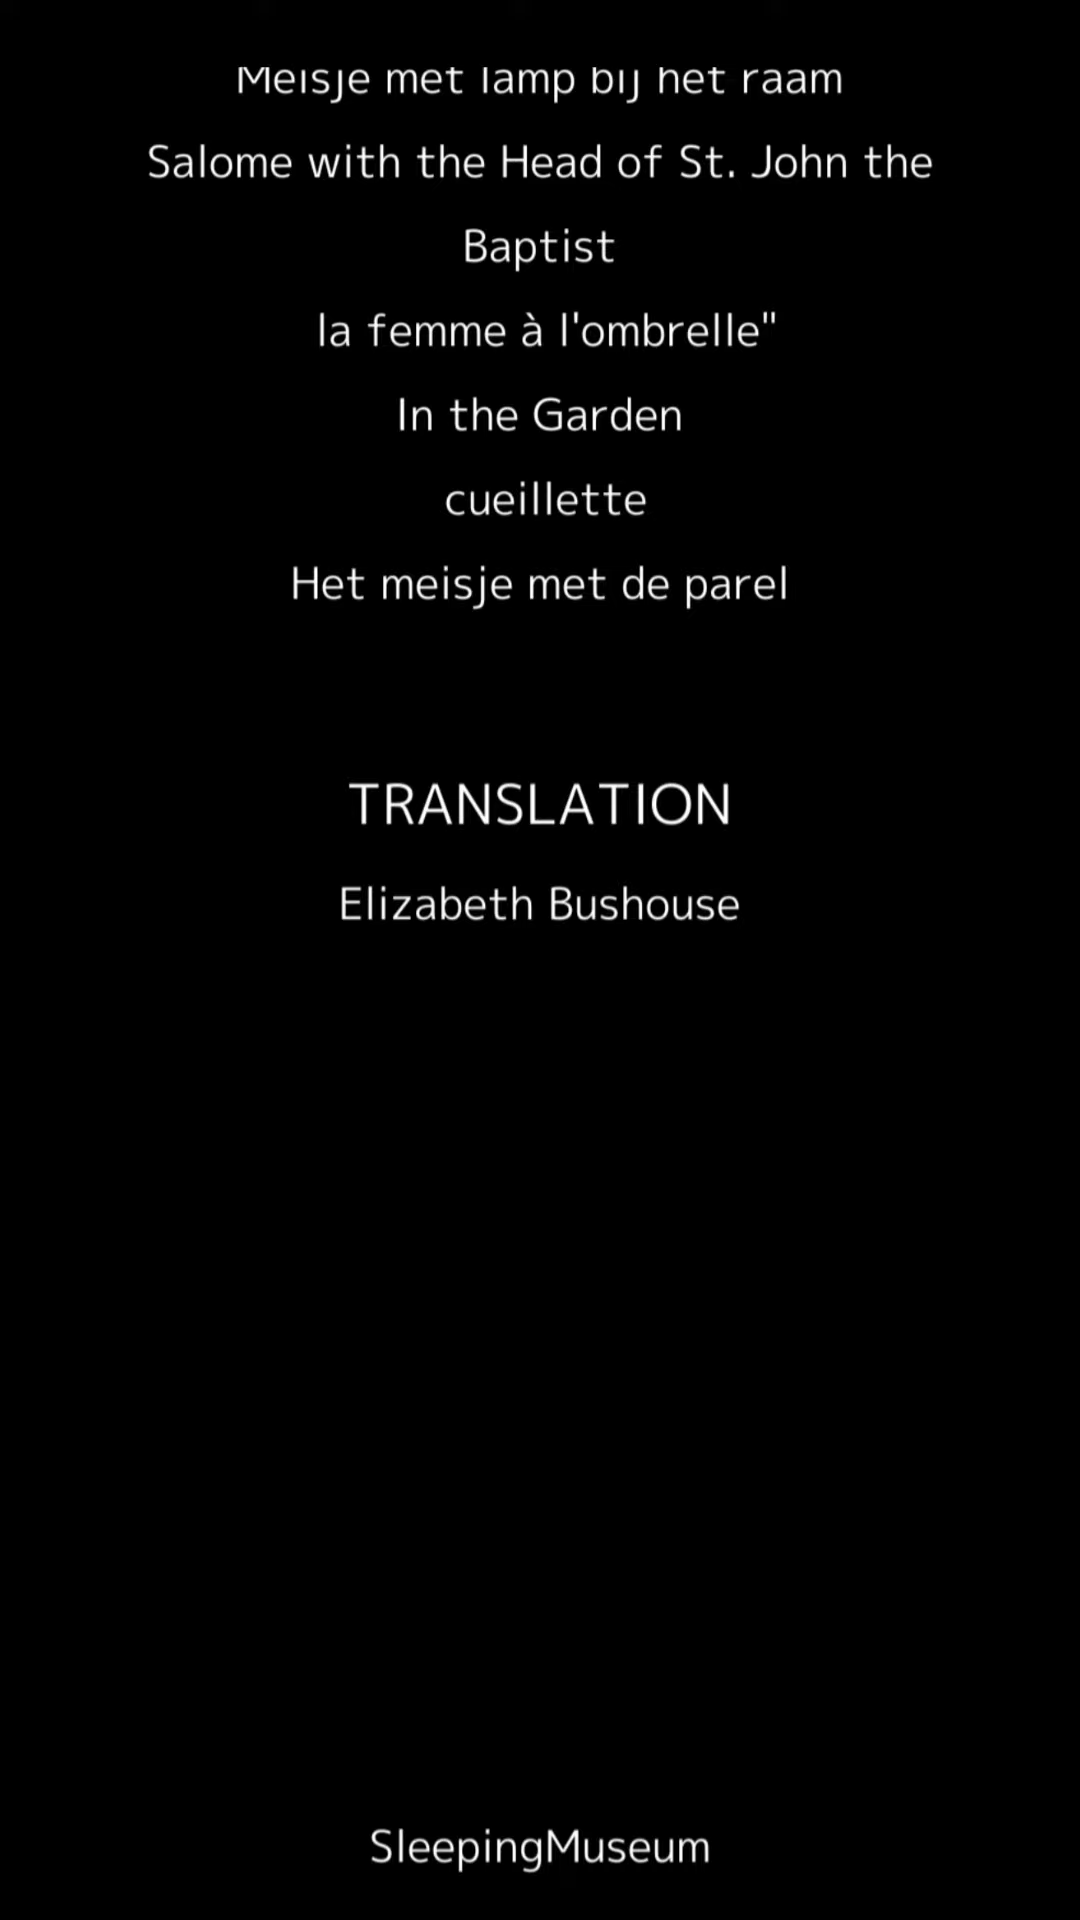 Meisje met lamp bij het raam
Salome with the Head of St. John the
Baptist
la femme à l'ombrelle"
In the Garden
cueillette
Het meisje met de parel
TRANSLATION
Elizabeth Bushouse
SleepingMuseum